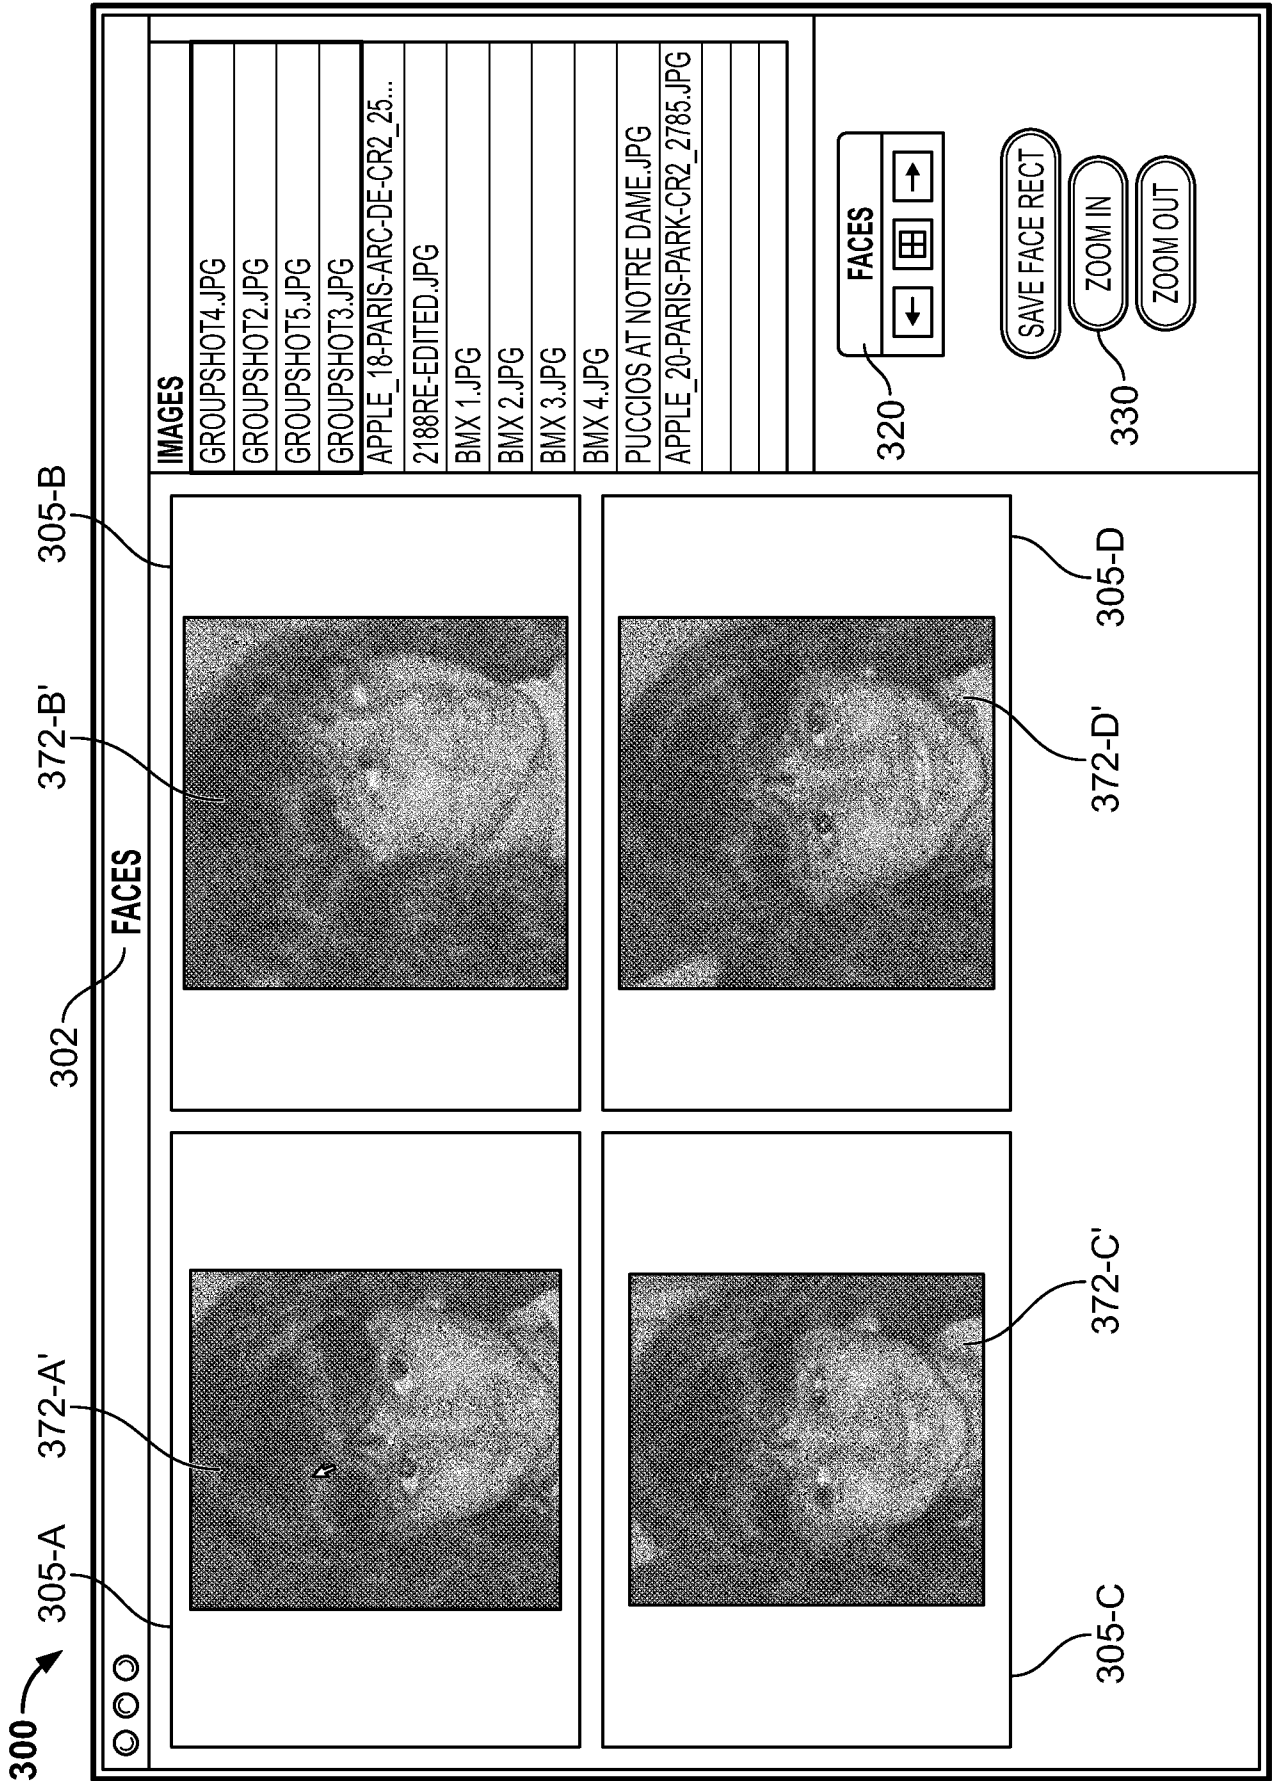 300
302
FACES
305-A
372-A'
372-B'
305-B
IMAGES
GROUPSHOT4.JPG
GROUPSHOT2.JPG
GROUPSHOT5.JPG
GROUPSHOT3.JPG
APPLE_18-PARIS-ARC-DE-CR2_25...
2188RE-EDITED.JPG
BMX 1.JPG
BMX 2.JPG
BMX 3.JPG
BMX 4.JPG
PUCCIOS AT NOTRE DAME.JPG
APPLE_20-PARIS-PARK-CR2_2785.JPG
305-C
372-C'
372-D'
305-D
320
FACES
330
SAVE FACE RECT
ZOOM IN
ZOOM OUT